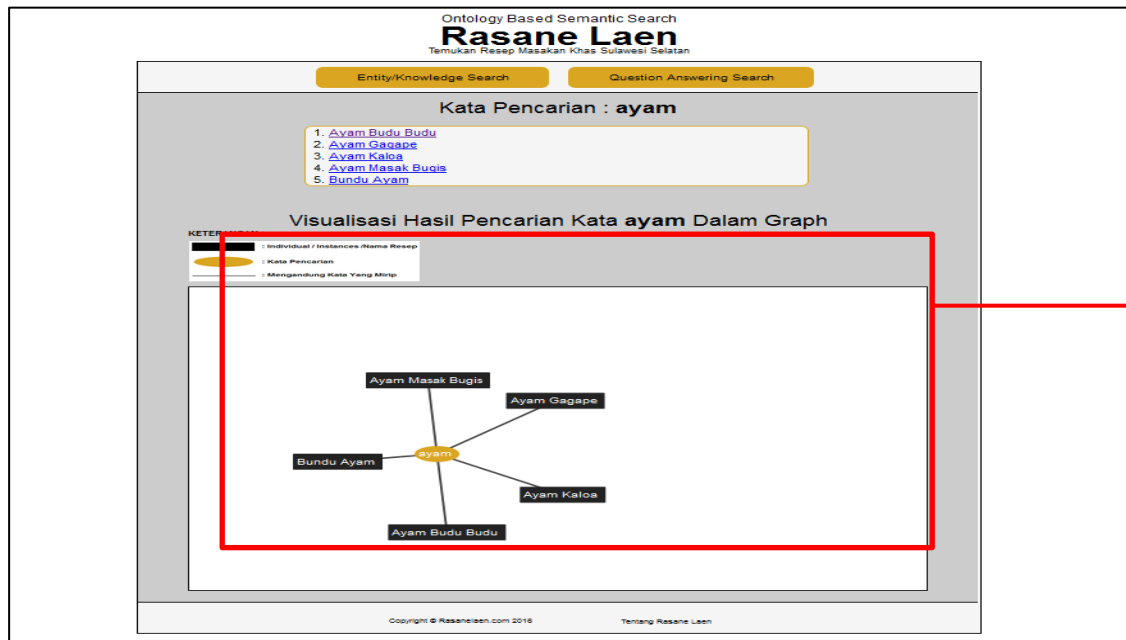 Ontology Based Semantic Search
Rasane Laen
Temukan Resep Masakan Khas Sulawesi Selatan
Entity/Knowledge Search Question Answering Search
Kata Pencarian : ayam
1. Ayam Budu Budu
2. Ayam Gagape
3. Ayam Kaloa
4. Ayam Masak Bugis
5. Bundu Ayam
Visualisasi Hasil Pencarian Kata ayam Dalam Graph
: Individual / Instances /Nama Resep
: Kata Pencarian
: Mengandung Kata Yang Mirip
Ayam Masak Bugis
Ayam Gagape
ayam
Bundu Ayam
Ayam Kaloa
Ayam Budu Budu
Copyright © Rasanelaen.com 2016 Tentang Rasane Laen